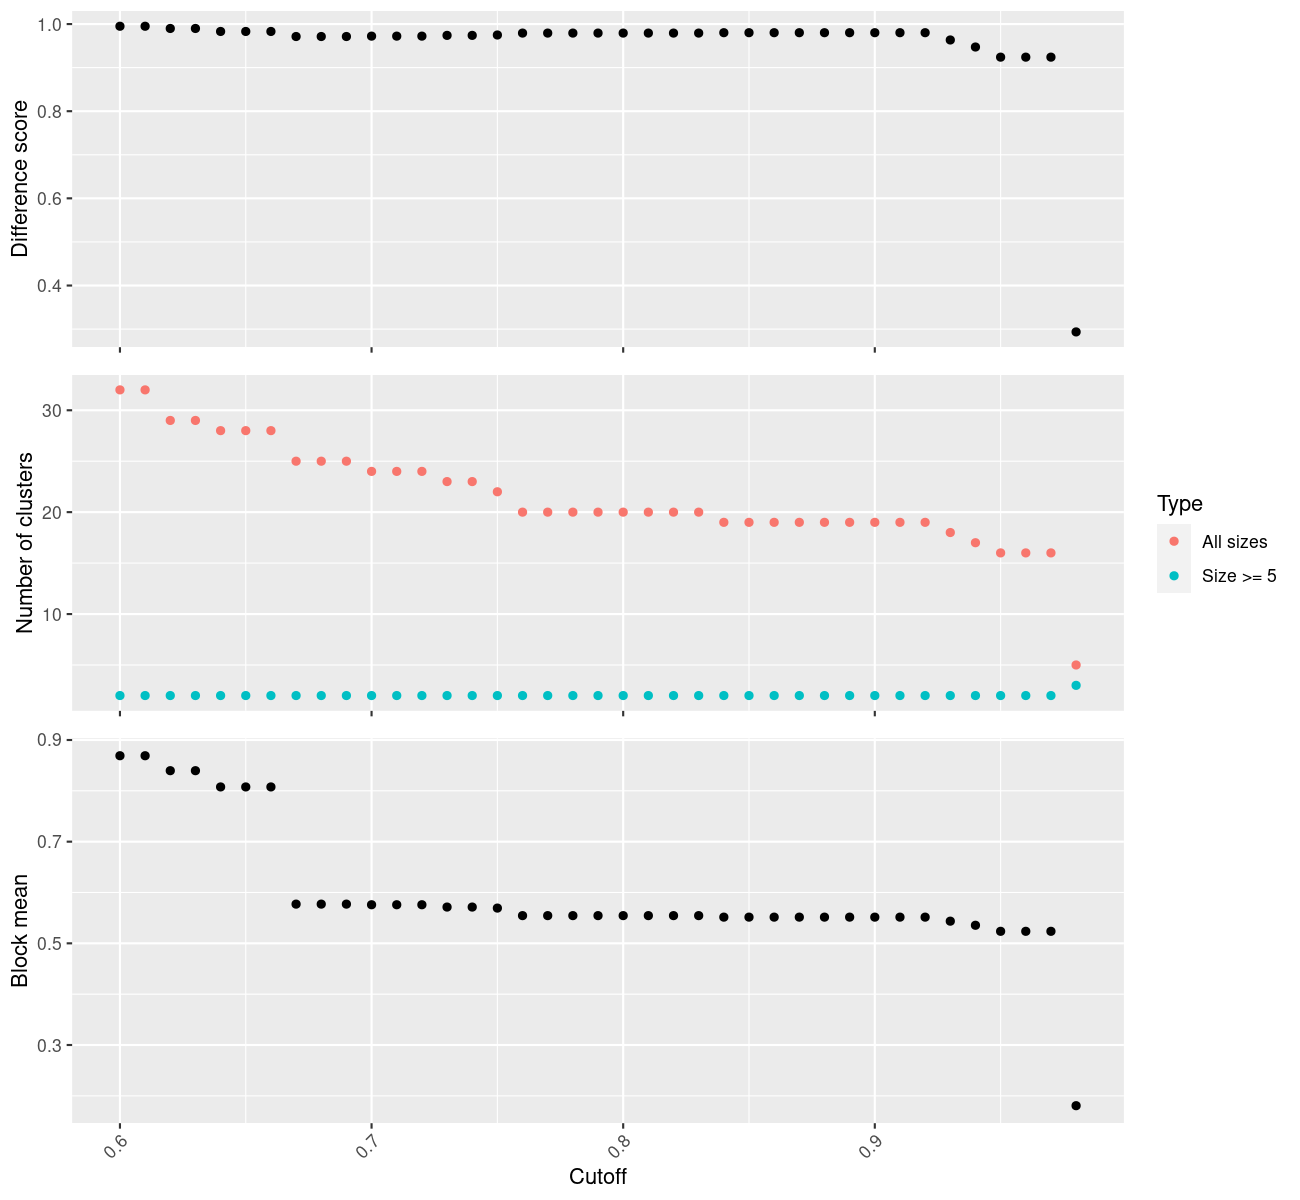 Difference score
1.0
0.8
0.6
0.4
Number of clusters
30
20
10
Type
All sizes
Size >= 5
Block mean
0.9
0.7
0.5
0.3
0.6 0.7 0.8 0.9
Cutoff